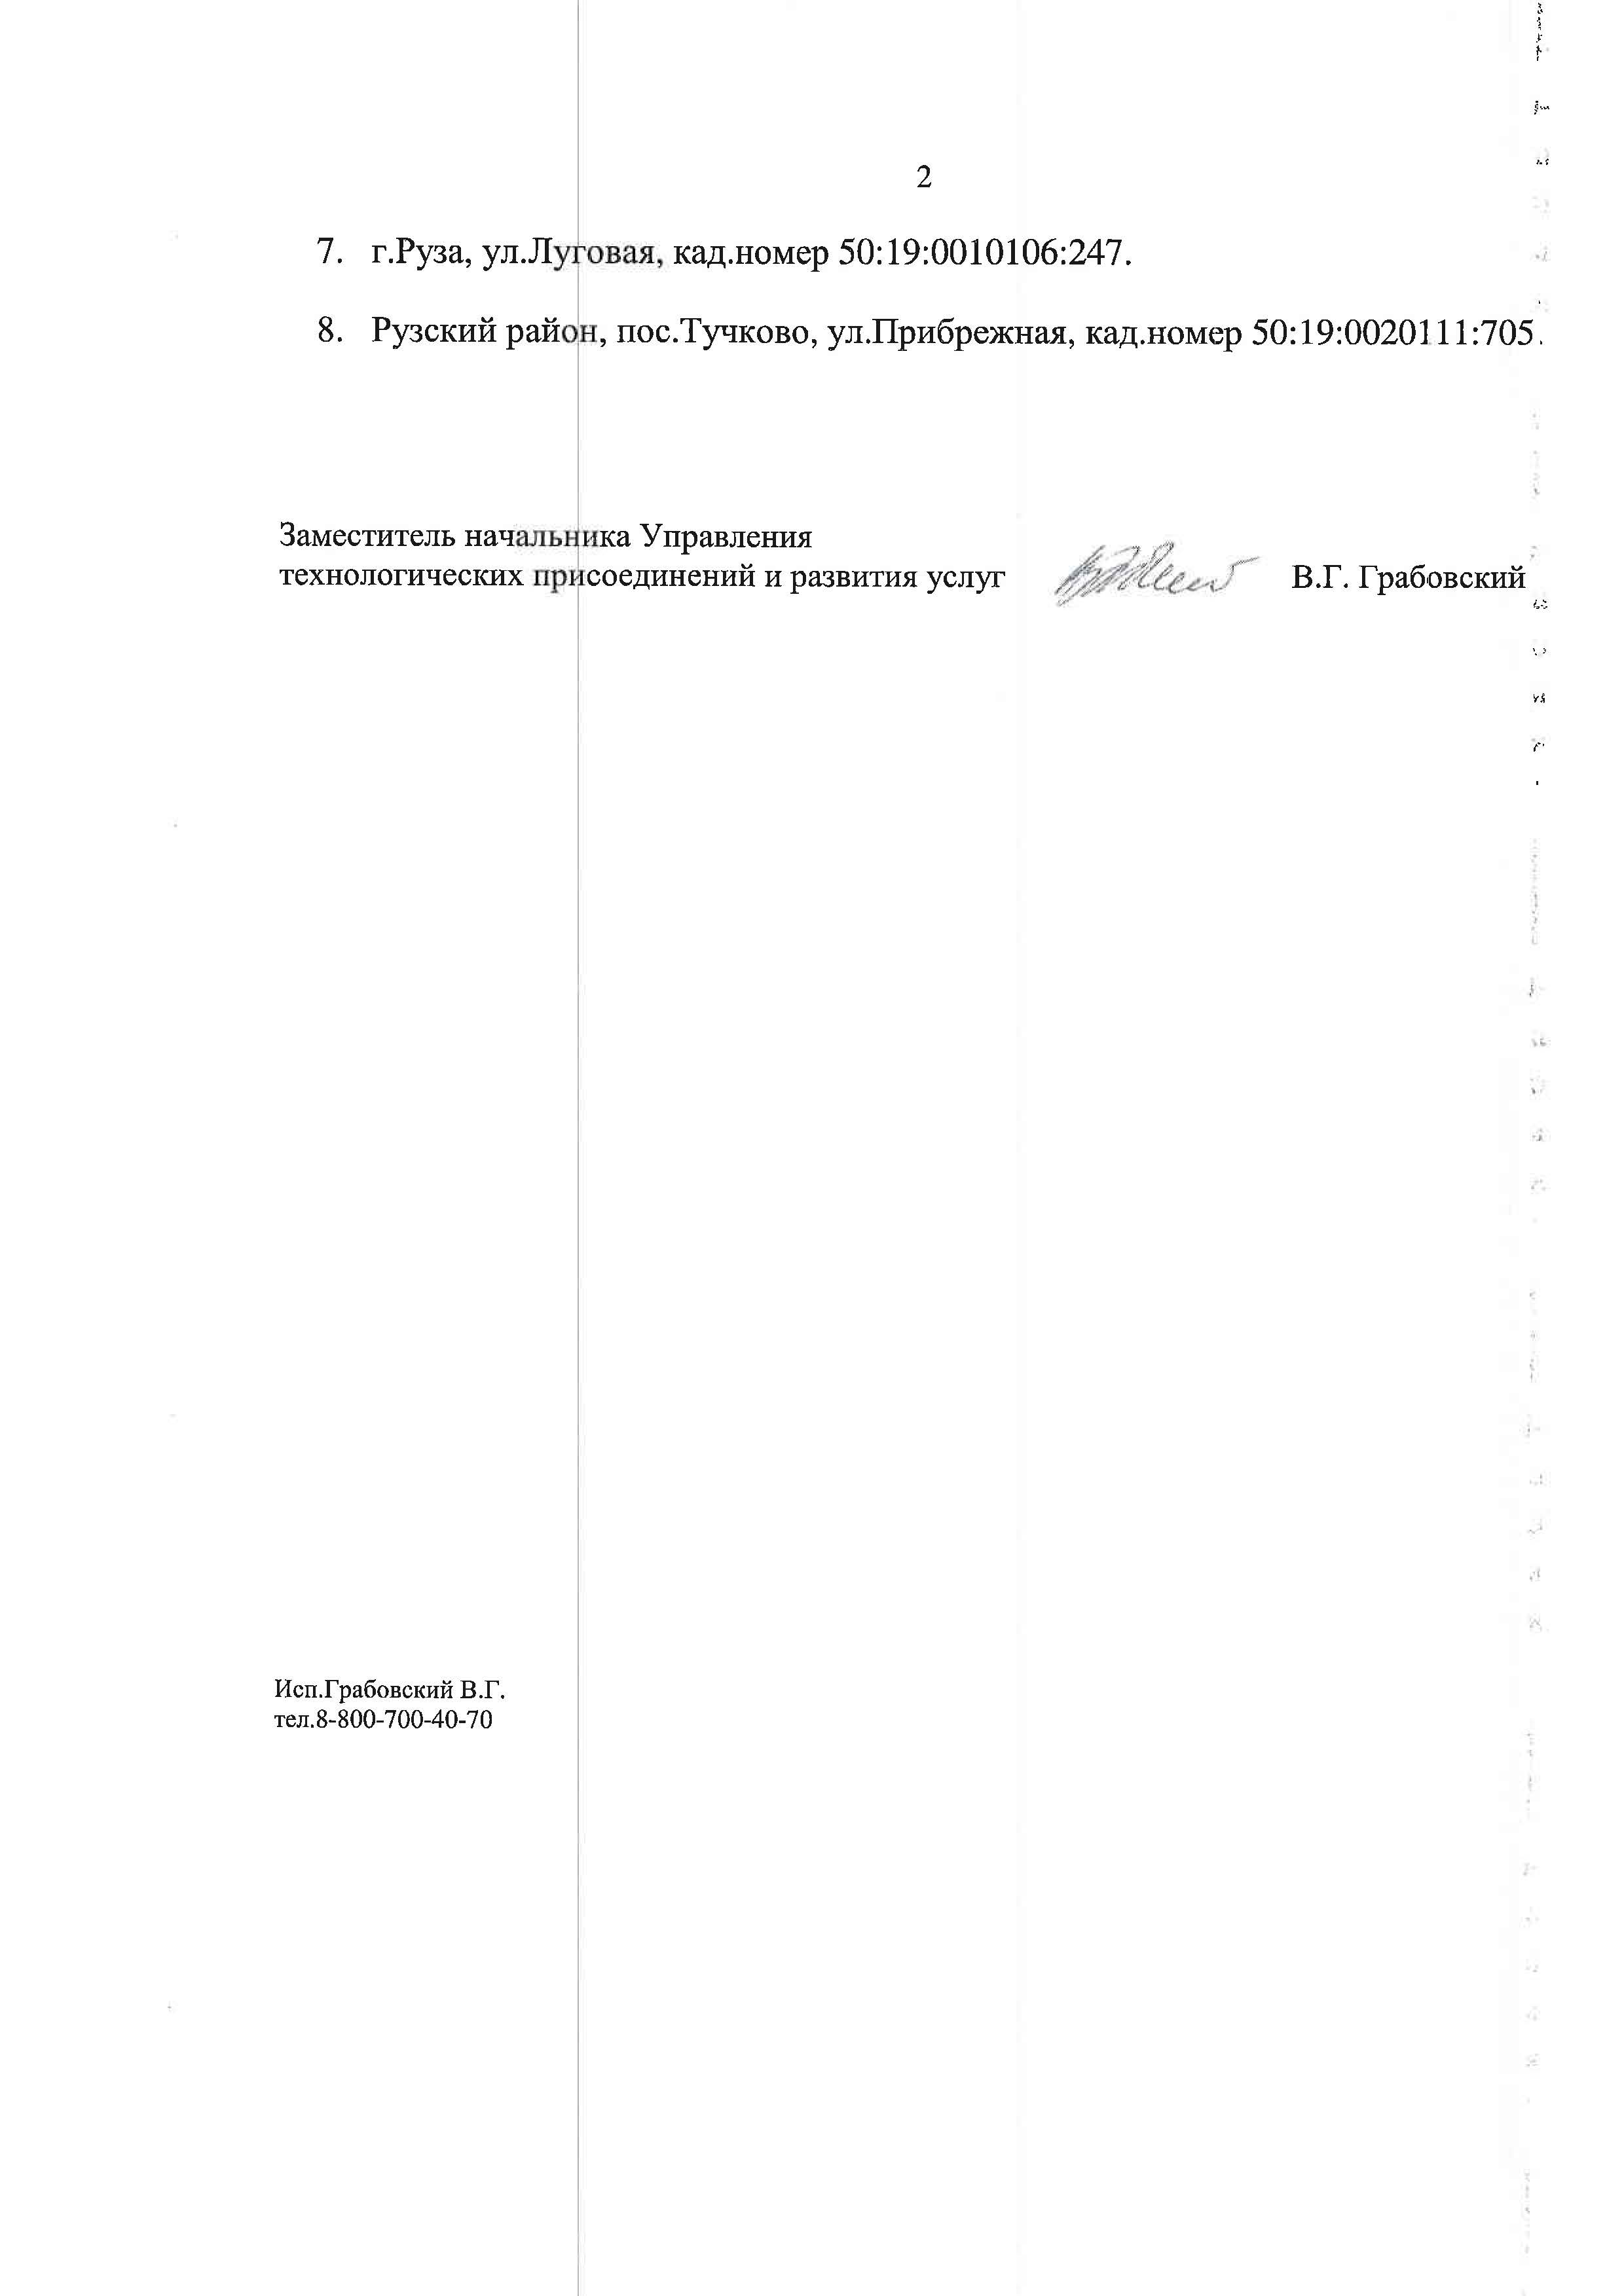 2
7. г.Руза, ул.Луговая, кад.номер 50:19:0010106:247.
8. Рузский район, пос.Тучково, ул.Прибрежная, кад.номер 50:19:0020111:705.
Заместитель начальника Управления
технологических присоединений и развития услуг В.Г. Грабовский
Исп.Грабовский В.Г.
тел.8-800-700-40-70